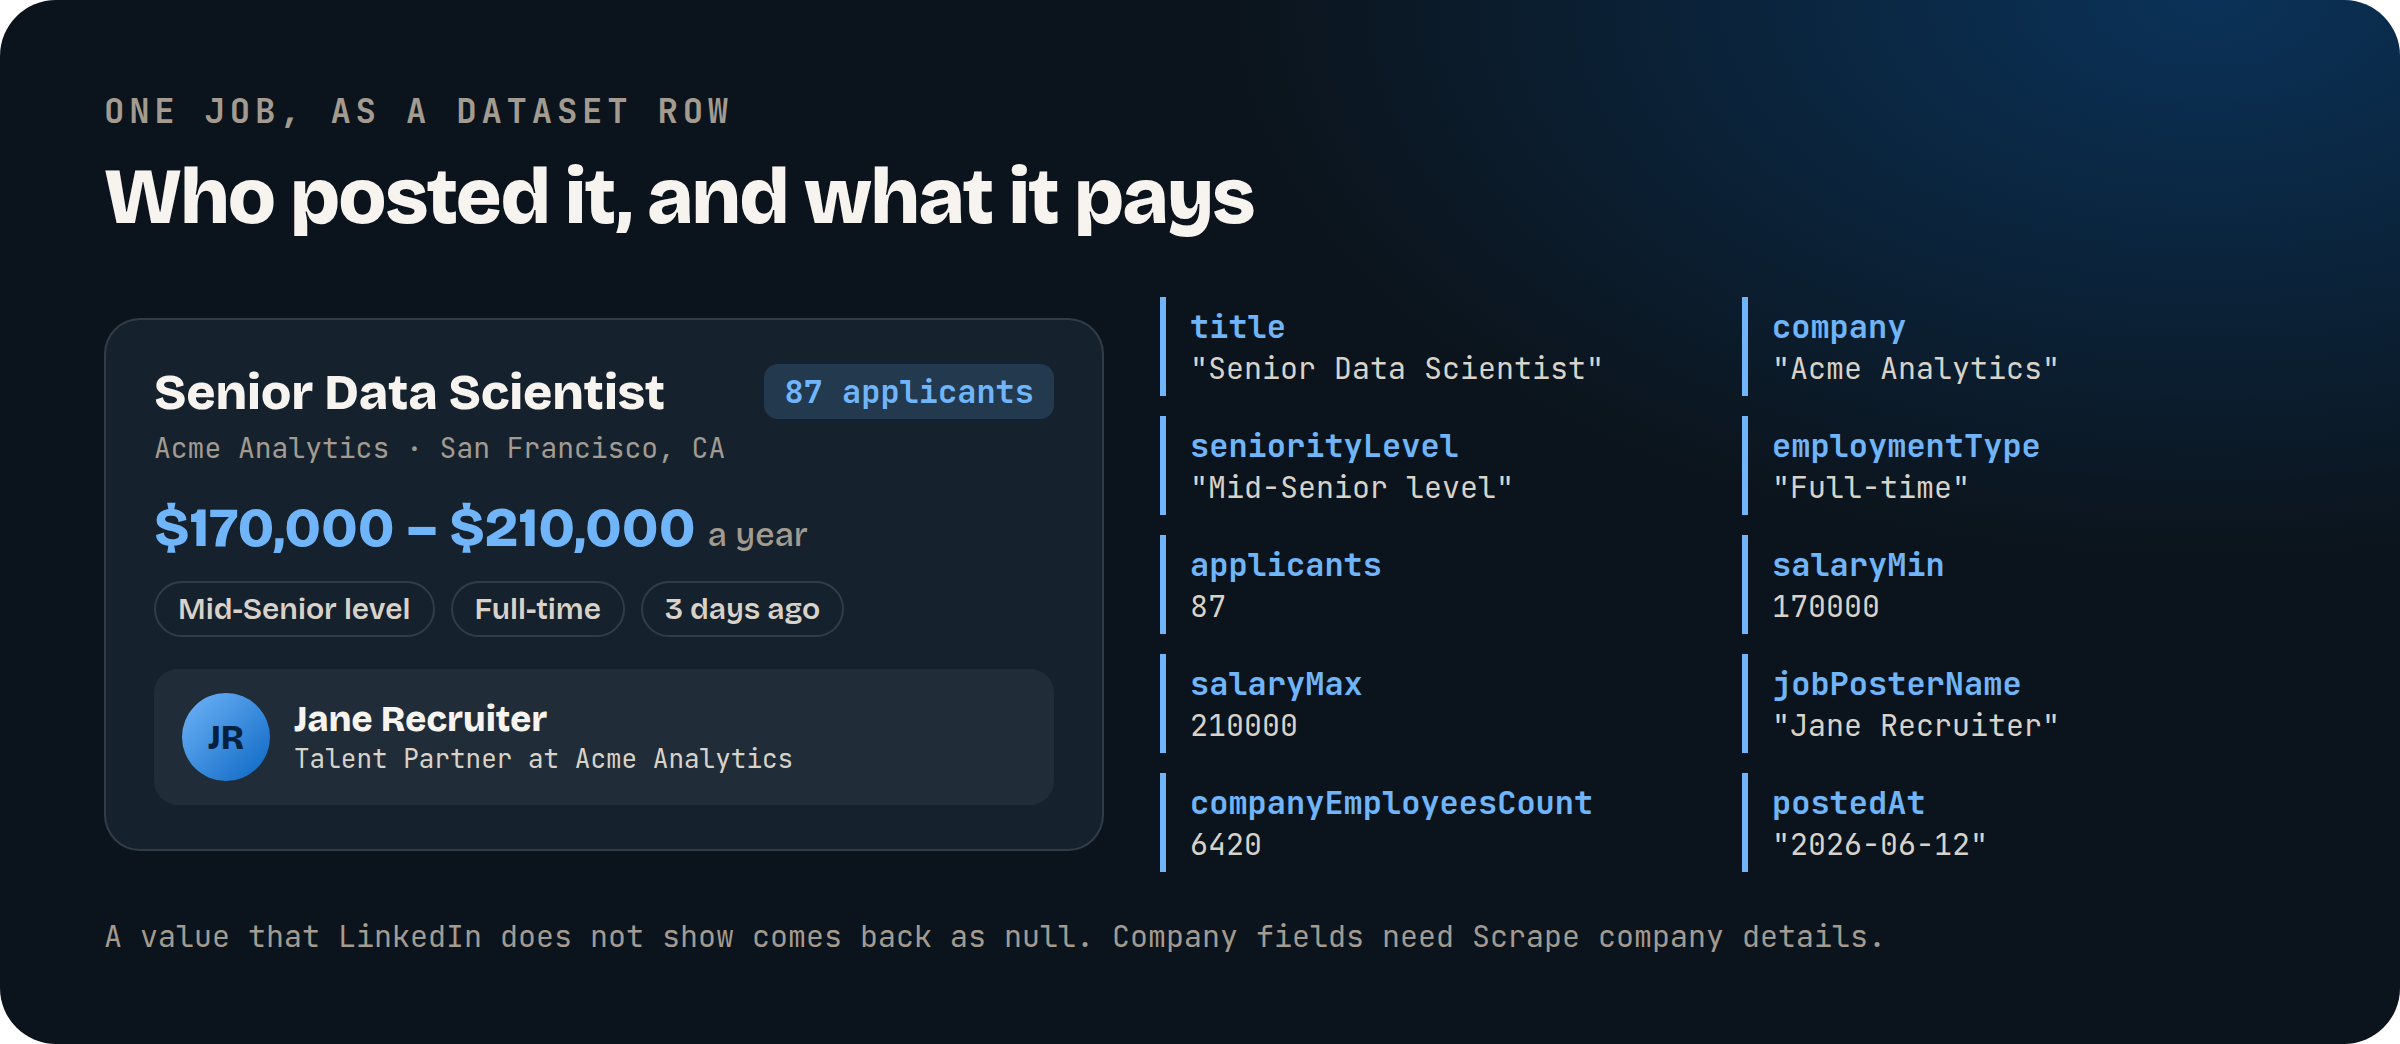 ONE JOB, AS A DATASET ROW
Who posted it, and what it pays
Senior Data Scientist
87 applicants
Acme Analytics · San Francisco, CA
$170,000 – $210,000 a year
Mid-Senior level
Full-time
3 days ago
JR
Jane Recruiter
Talent Partner at Acme Analytics
title
"Senior Data Scientist"
company
"Acme Analytics"
seniorityLevel
"Mid-Senior level"
employmentType
"Full-time"
applicants
87
salaryMin
170000
salaryMax
210000
jobPosterName
"Jane Recruiter"
companyEmployeesCount
6420
postedAt
"2026-06-12"
A value that LinkedIn does not show comes back as null. Company fields need Scrape company details.